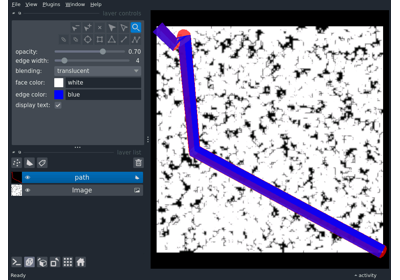 File View Plugins Window Help
layer controls
opacity: 0.70
edge width: 4
blending: translucent
face color: white
edge color: blue
display text:
layer list
path
Image
Ready
activity